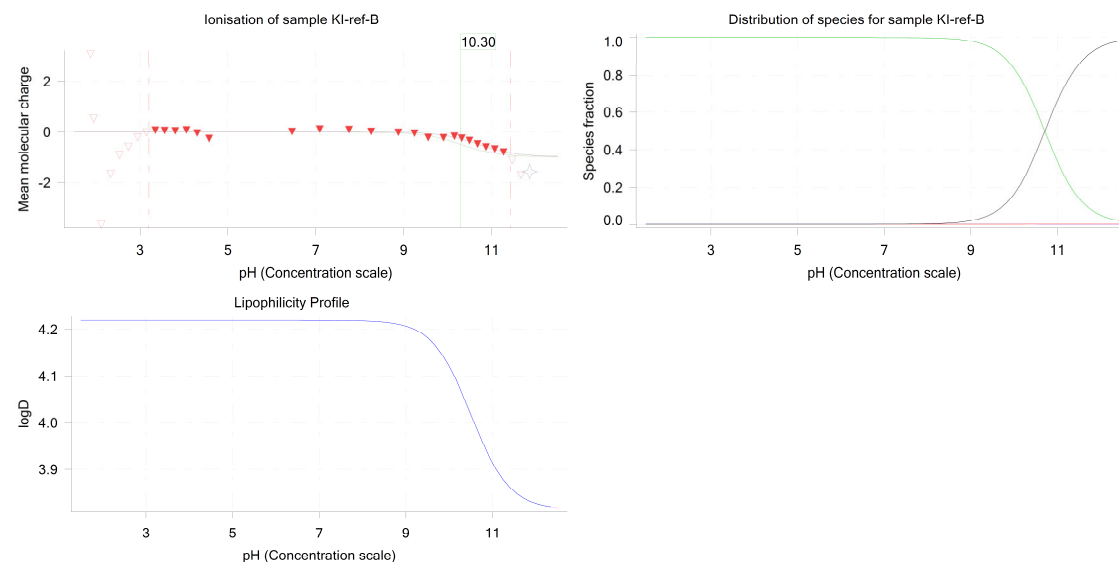 Ionisation of sample KI-ref-B
10.30
Mean molecular charge
2
0
-2
3 5 7 9 11
pH (Concentration scale)
Distribution of species for sample KI-ref-B
Species fraction
1.0
0.8
0.6
0.4
0.2
0.0
3 5 7 9 11
pH (Concentration scale)
Lipophilicity Profile
logD
4.2
4.1
4.0
3.9
3 5 7 9 11
pH (Concentration scale)